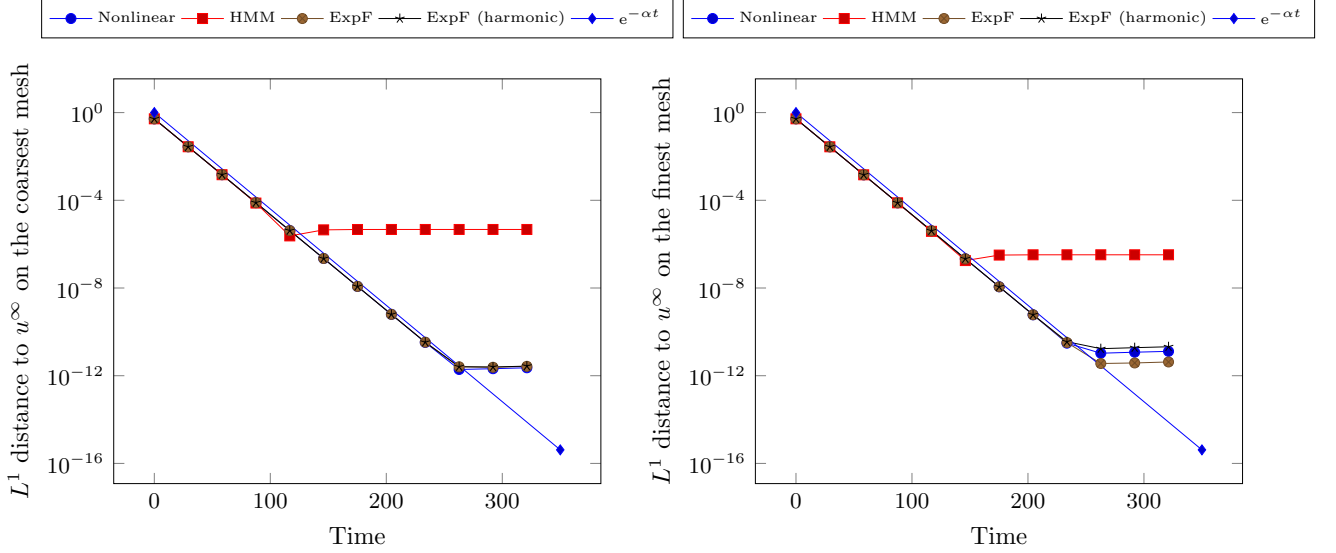 Nonlinear HMM ExpF ExpF (harmonic) e^{−αt}
L^1 distance to u^∞ on the coarsest mesh
10^0
10^{−4}
10^{−8}
10^{−12}
10^{−16}
0 100 200 300
Time
Nonlinear HMM ExpF ExpF (harmonic) e^{−αt}
L^1 distance to u^∞ on the finest mesh
10^0
10^{−4}
10^{−8}
10^{−12}
10^{−16}
0 100 200 300
Time